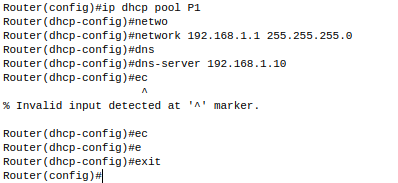 Router(config)#ip dhcp pool P1
Router(dhcp-config)#netwo
Router(dhcp-config)#network 192.168.1.1 255.255.255.0
Router(dhcp-config)#dns
Router(dhcp-config)#dns-server 192.168.1.10
Router(dhcp-config)#ec
^
% Invalid input detected at '^' marker.
Router(dhcp-config)#ec
Router(dhcp-config)#e
Router(dhcp-config)#exit
Router(config)#